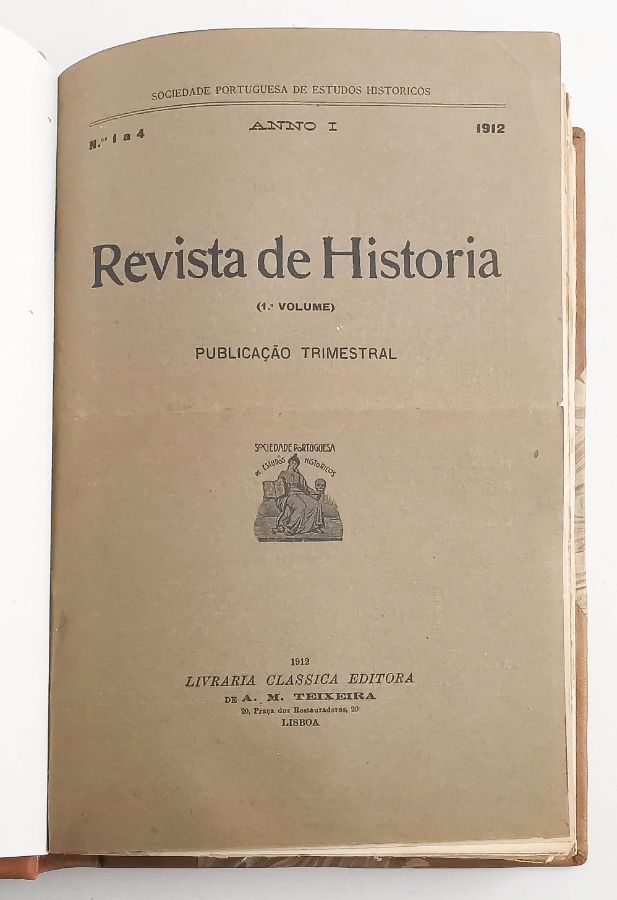 SOCIEDADE PORTUGUESA DE ESTUDOS HISTORICOS
N.os 1 a 4 ANNO I 1912
Revista de Historia
(1.º VOLUME)
PUBLICAÇÃO TRIMESTRAL
SOCIEDADE PORTUGUESA
DE ESTUDOS HISTORICOS
1912
LIVRARIA CLASSICA EDITORA
DE A. M. TEIXEIRA
20, Praça dos Restauradores, 20
LISBOA